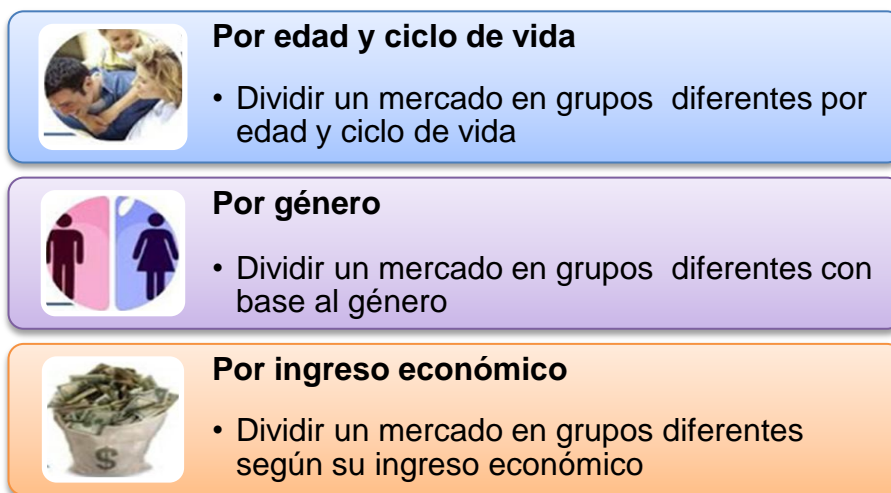 Por edad y ciclo de vida
• Dividir un mercado en grupos diferentes por
edad y ciclo de vida
Por género
• Dividir un mercado en grupos diferentes con
base al género
Por ingreso económico
• Dividir un mercado en grupos diferentes
según su ingreso económico
$